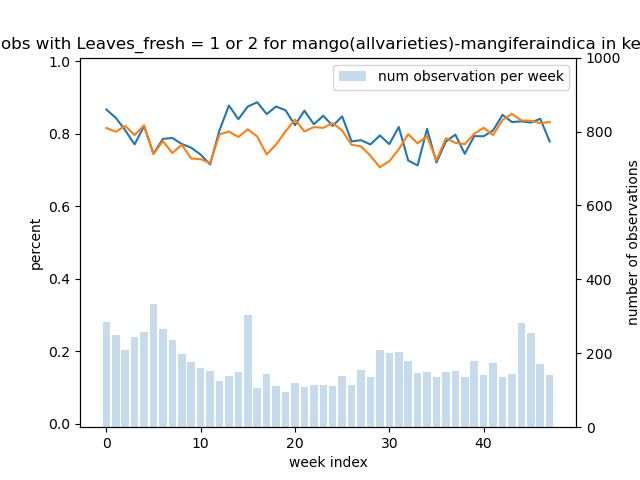 obs with Leaves_fresh = 1 or 2 for mango(allvarieties)-mangiferaindica in ke
num observation per week
1.0
0.8
0.6
0.4
0.2
0.0
percent
1000
800
600
400
200
0
number of observations
0 10 20 30 40
week index